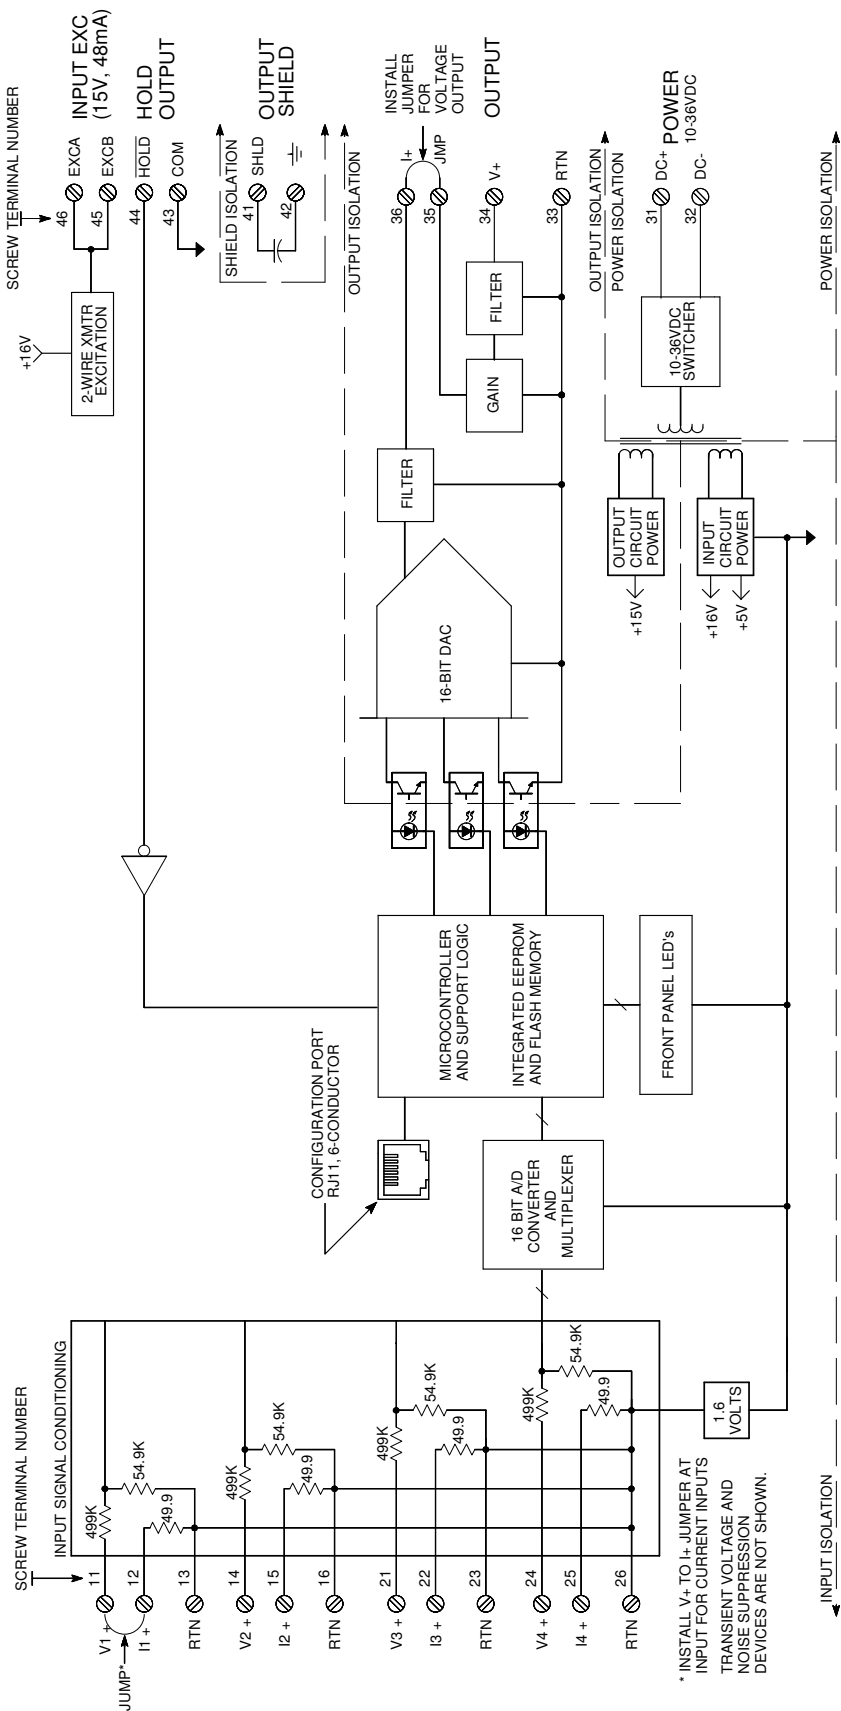 SCREW TERMINAL NUMBER
11
12
13
14
15
16
21
22
23
24
25
26
V1 +
I1 +
RTN
V2 +
I2 +
RTN
V3 +
I3 +
RTN
V4 +
I4 +
RTN
JUMP*
INPUT SIGNAL CONDITIONING
499K
54.9K
49.9
499K
54.9K
49.9
499K
54.9K
49.9
499K
54.9K
49.9
1.6
VOLTS
* INSTALL V+ TO I+ JUMPER AT
INPUT FOR CURRENT INPUTS
TRANSIENT VOLTAGE AND
NOISE SUPPRESSION
DEVICES ARE NOT SHOWN.
INPUT ISOLATION
CONFIGURATION PORT
RJ11, 6-CONDUCTOR
16 BIT A/D
CONVERTER
AND
MULTIPLEXER
MICROCONTROLLER
AND SUPPORT LOGIC
INTEGRATED EEPROM
AND FLASH MEMORY
FRONT PANEL LED's
16-BIT DAC
FILTER
GAIN
FILTER
OUTPUT
CIRCUIT
POWER
+15V
INPUT
CIRCUIT
POWER
+16V
+5V
10-36VDC
SWITCHER
+16V
2-WIRE XMTR
EXCITATION
SCREW TERMINAL NUMBER
46
EXCA
45
EXCB
INPUT EXC
(15V, 48mA)
44
HOLD
43
COM
HOLD
OUTPUT
SHIELD ISOLATION
41
SHLD
42
OUTPUT
SHIELD
OUTPUT ISOLATION
36
I+
35
JMP
INSTALL
JUMPER
FOR
VOLTAGE
OUTPUT
34
V+
33
RTN
OUTPUT
OUTPUT ISOLATION
POWER ISOLATION
31
DC+
32
DC-
POWER
10-36VDC
POWER ISOLATION